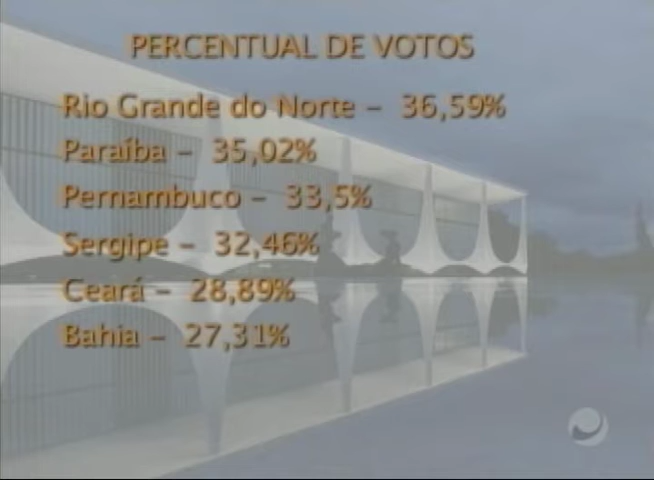 PERCENTUAL DE VOTOS
Rio Grande do Norte – 36,59%
Paraíba – 35,02%
Pernambuco – 33,5%
Sergipe – 32,46%
Ceará – 28,89%
Bahia – 27,31%